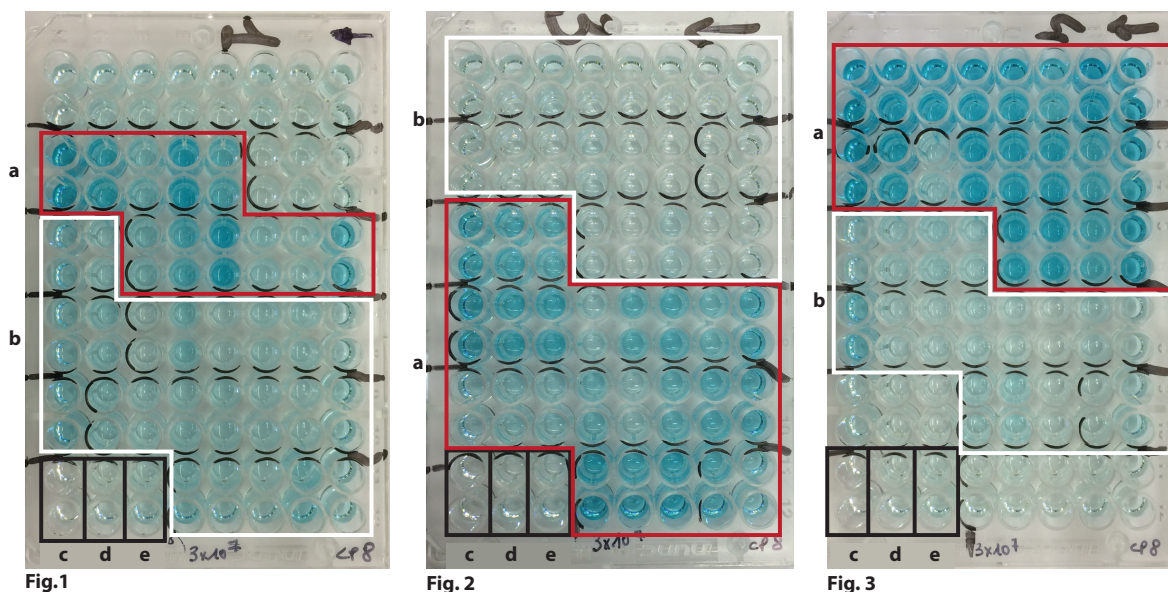 a
b
c d e
3x10⁷ CP8
Fig.1
b
a
c d e
3x10⁷ CP8
Fig. 2
a
b
c d e
3x10⁷ CP8
Fig. 3